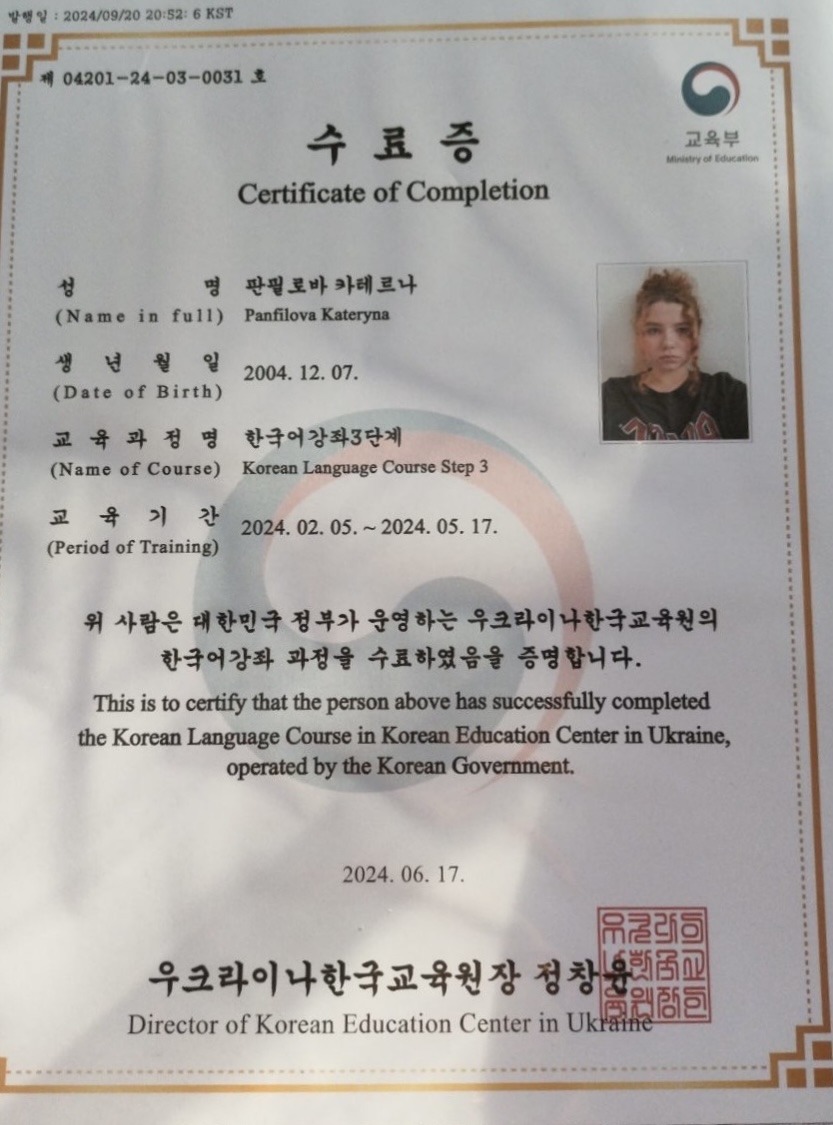 발행일 : 2024/09/20 20:52: 6 KST
제 04201-24-03-0031 호
교육부
Ministry of Education
수 료 증
Certificate of Completion
성 명 판필로바 카테르나
(Name in full) Panfilova Kateryna
생 년 월 일 2004. 12. 07.
(Date of Birth)
교 육 과 정 명 한국어강좌3단계
(Name of Course) Korean Language Course Step 3
교 육 기 간 2024. 02. 05. ~ 2024. 05. 17.
(Period of Training)
위 사람은 대한민국 정부가 운영하는 우크라이나한국교육원의
한국어강좌 과정을 수료하였음을 증명합니다.
This is to certify that the person above has successfully completed
the Korean Language Course in Korean Education Center in Ukraine,
operated by the Korean Government.
2024. 06. 17.
우크라이나한국교육원장 정창윤
Director of Korean Education Center in Ukraine